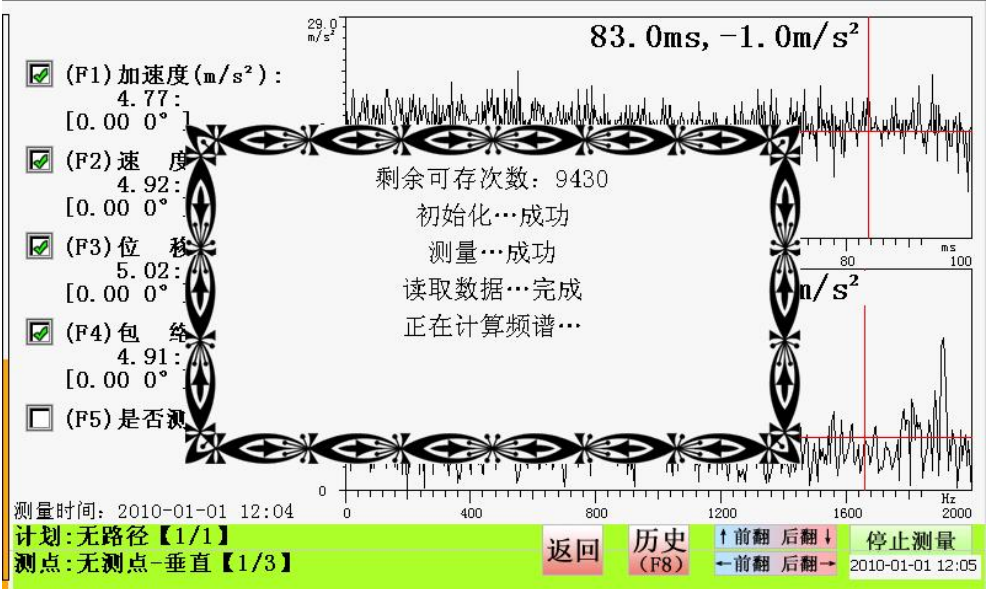 29.0
m/s²
83.0ms,-1.0m/s²
(F1)加速度(m/s²):
4.77:
[0.00 0° ]
(F2)速 度
4.92:
[0.00 0°
(F3)位 移
5.02:
[0.00 0°
(F4)包 络
4.91:
[0.00 0°
(F5)是否测
剩余可存次数: 9430
初始化…成功
测量…成功
读取数据…完成
正在计算频谱…
80 ms
100
m/s²
0
0 400 800 1200 1600 Hz
2000
测量时间: 2010-01-01 12:04
计划:无路径【1/1】
测点:无测点-垂直【1/3】
返回
历史
(F8)
↑前翻 后翻↓
←前翻 后翻→
停止测量
2010-01-01 12:05